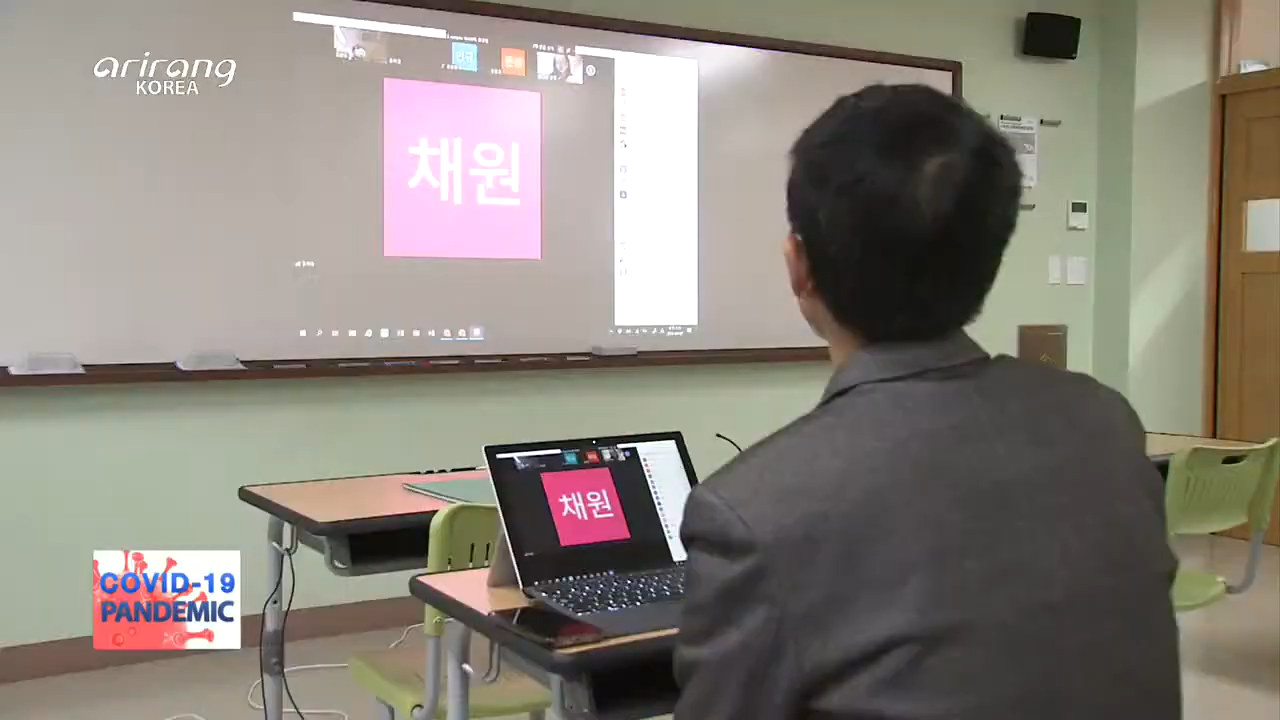 arirang
KOREA
채원
채원
COVID-19
PANDEMIC